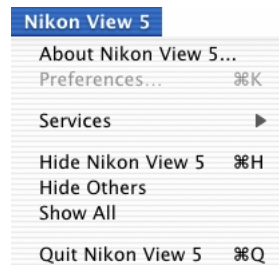 Nikon View 5
About Nikon View 5...
Preferences... ⌘K
Services ▶
Hide Nikon View 5 ⌘H
Hide Others
Show All
Quit Nikon View 5 ⌘Q